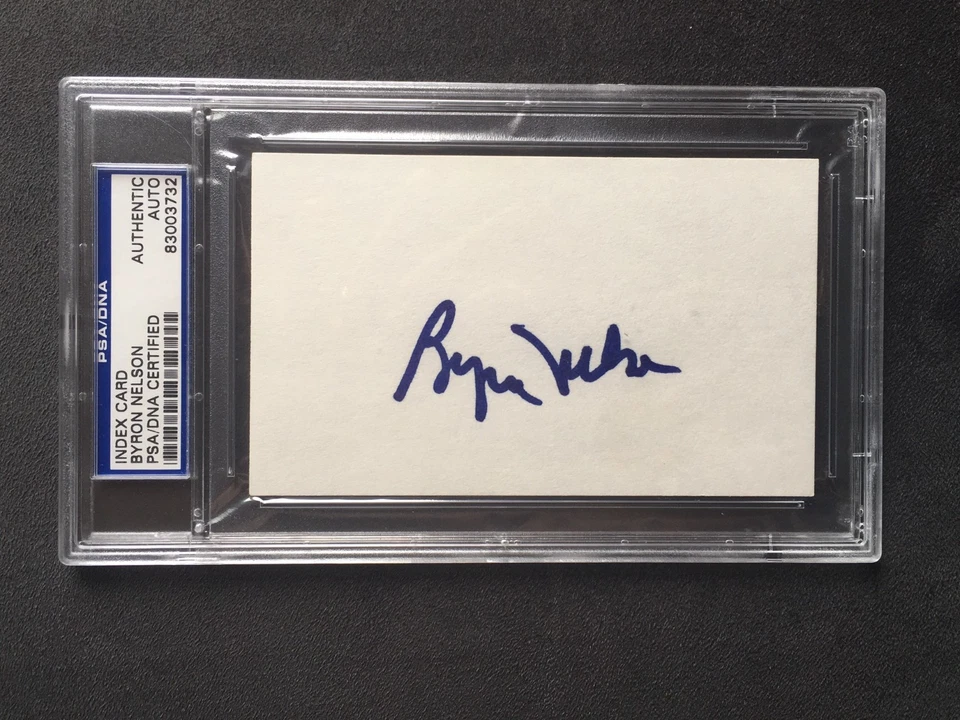 PSA/DNA
INDEX CARD
BYRON NELSON
PSA/DNA CERTIFIED
AUTHENTIC
AUTO
83003732
Byron Nelson